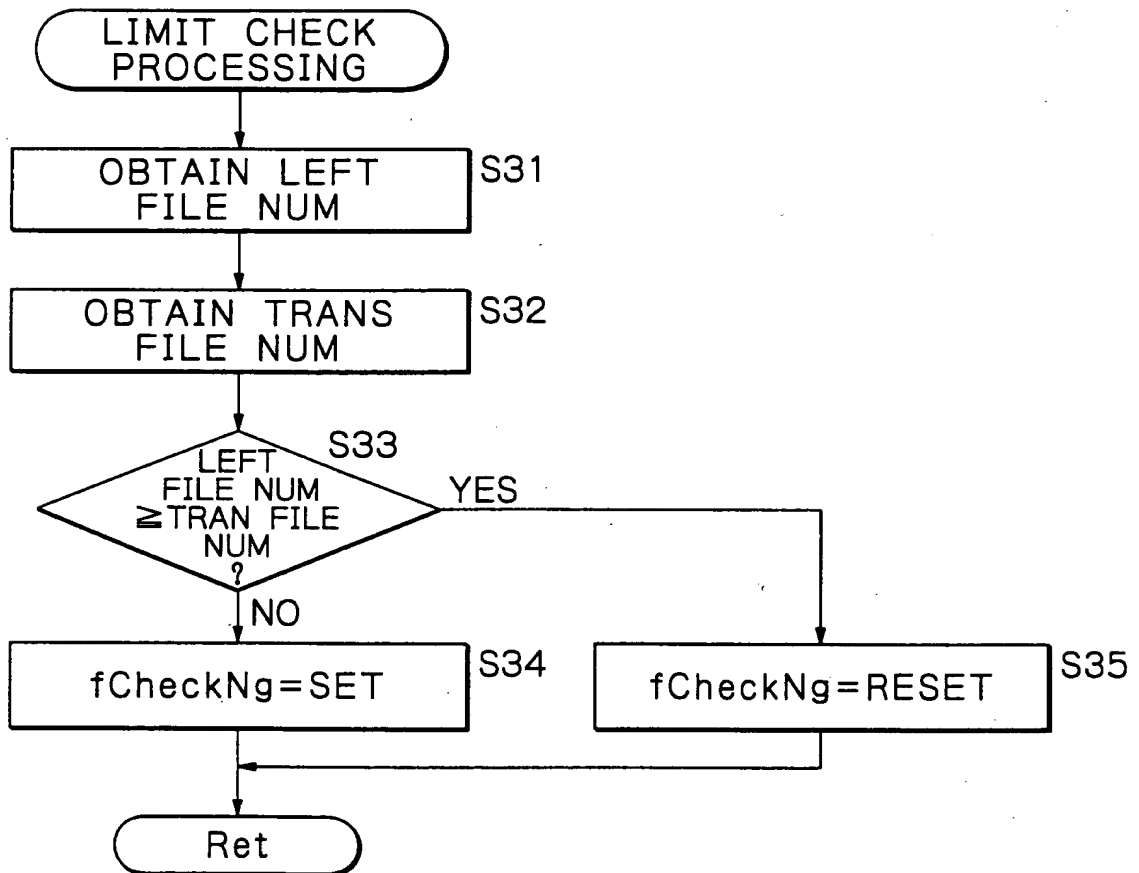 LIMIT CHECK
PROCESSING
OBTAIN LEFT
FILE NUM
S31
OBTAIN TRANS
FILE NUM
S32
S33
LEFT
FILE NUM
≧TRAN FILE
NUM
?
YES
NO
fCheckNg=SET
S34
fCheckNg=RESET
S35
Ret